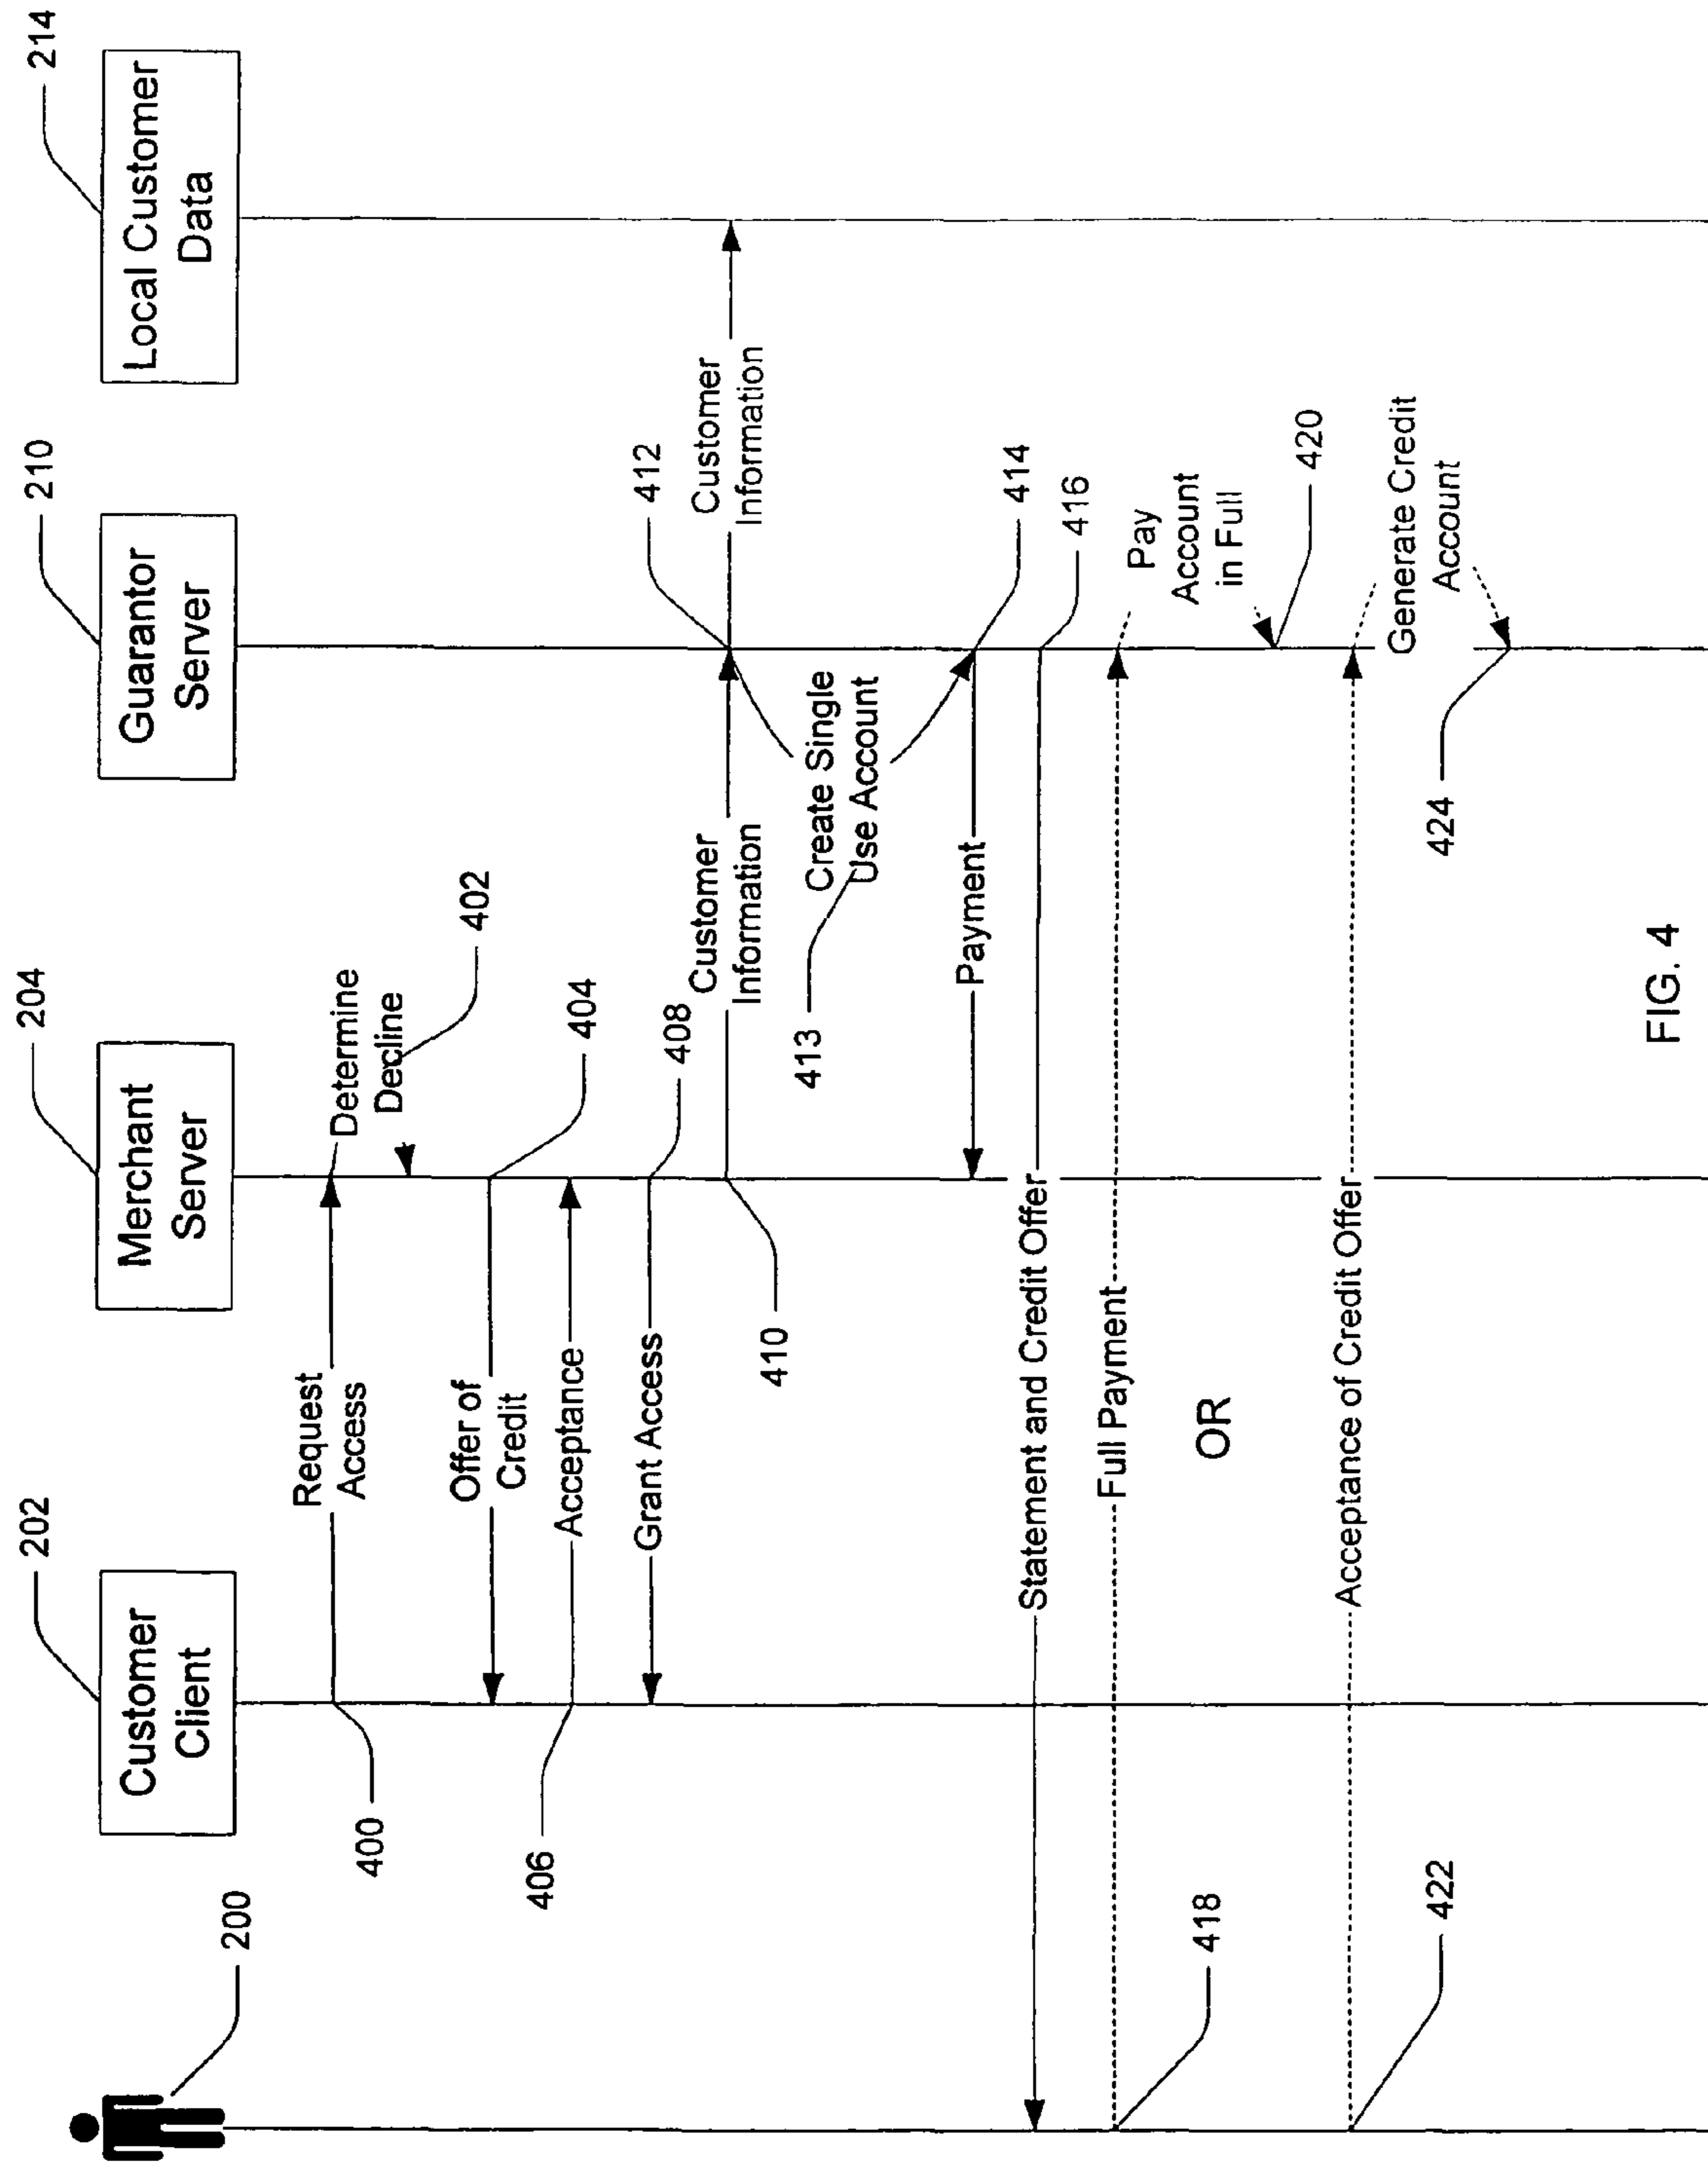 200
202
204
210
214
Customer
Client
Merchant
Server
Guarantor
Server
Local Customer
Data
400
Request
Access
Determine
Decline
402
Offer of
Credit
404
406
Acceptance
Grant Access
408
410
Customer
Information
412
Customer
Information
413
Create Single
Use Account
Payment
414
Statement and Credit Offer
416
418
Full Payment
Pay
Account
in Full
420
OR
422
Acceptance of Credit Offer
Generate Credit
Account
424
FIG. 4